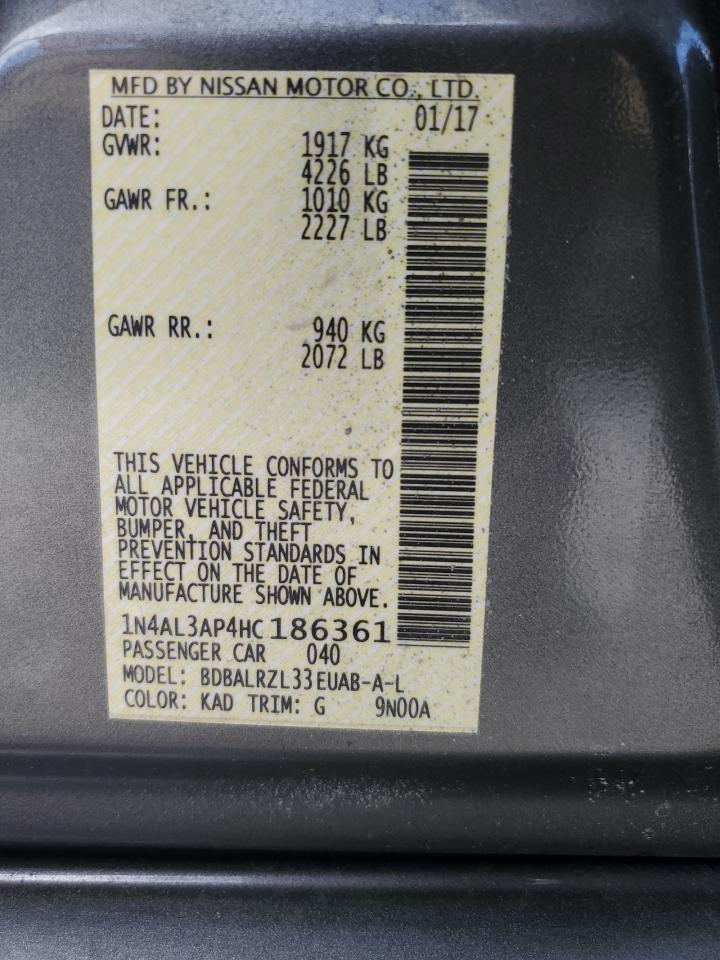 MFD BY NISSAN MOTOR CO., LTD.
DATE: 01/17
GVWR: 1917 KG
4226 LB
GAWR FR.: 1010 KG
2227 LB
GAWR RR.: 940 KG
2072 LB
THIS VEHICLE CONFORMS TO
ALL APPLICABLE FEDERAL
MOTOR VEHICLE SAFETY,
BUMPER, AND THEFT
PREVENTION STANDARDS IN
EFFECT ON THE DATE OF
MANUFACTURE SHOWN ABOVE.
1N4AL3AP4HC186361
PASSENGER CAR 040
MODEL: BDBALRZL33EUAB-A-L
COLOR: KAD TRIM: G 9N00A